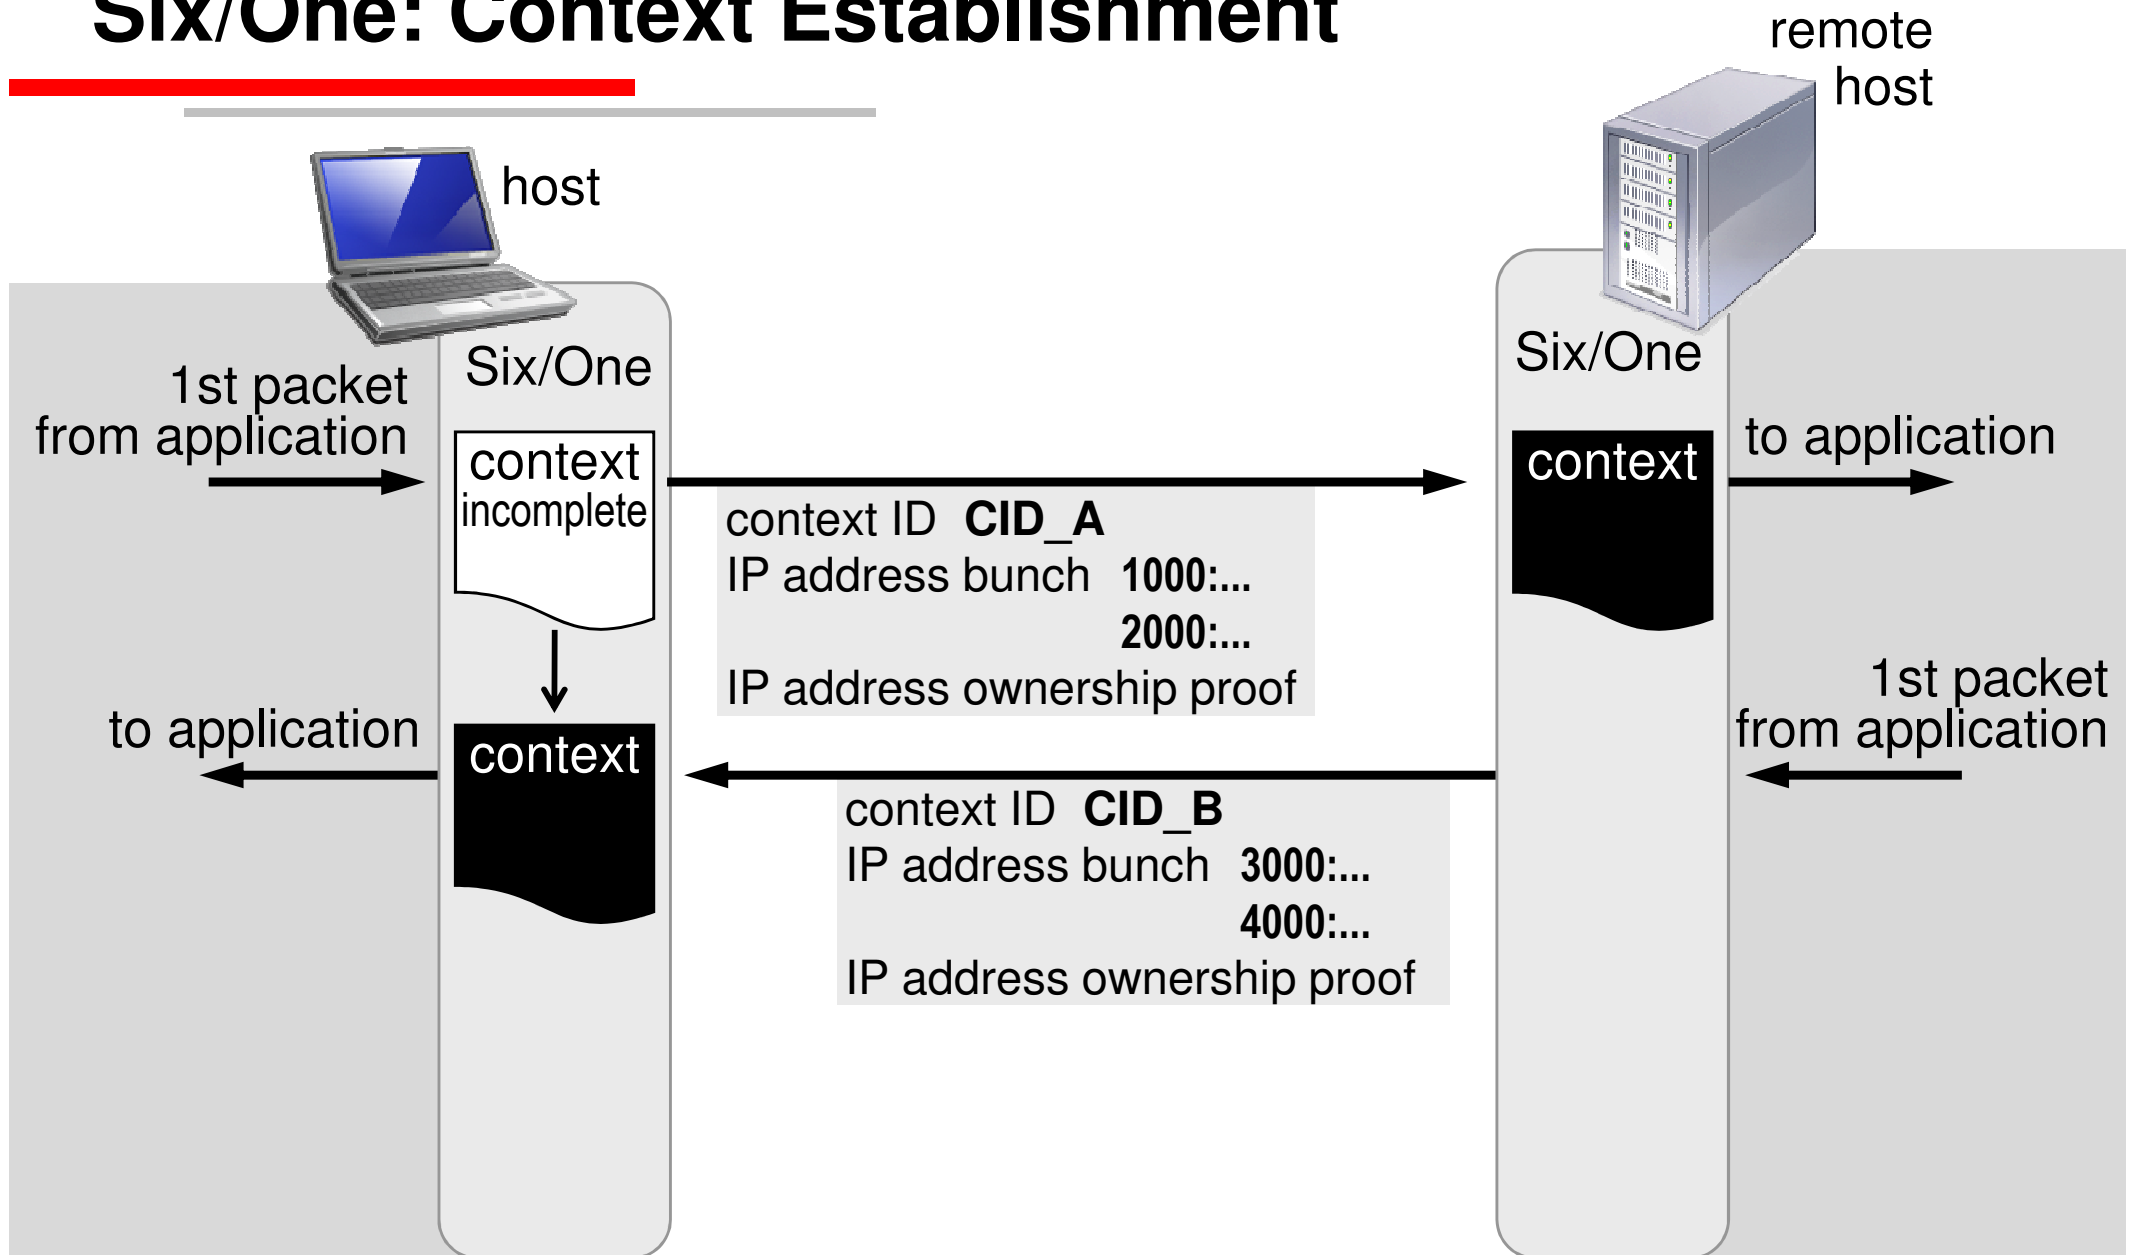 Six/One: Context Establishment
remote
host
host
Six/One
Six/One
1st packet
from application
context
incomplete
context
to application
context ID CID_A
IP address bunch 1000:...
2000:...
IP address ownership proof
1st packet
from application
to application
context
context ID CID_B
IP address bunch 3000:...
4000:...
IP address ownership proof